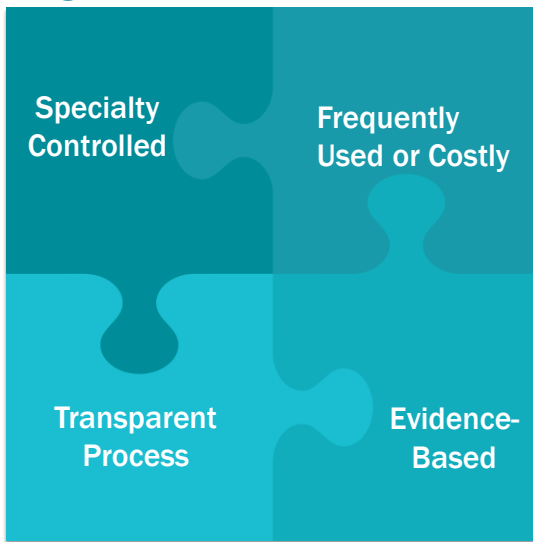 Specialty
Controlled
Frequently
Used or Costly
Transparent
Process
Evidence-
Based